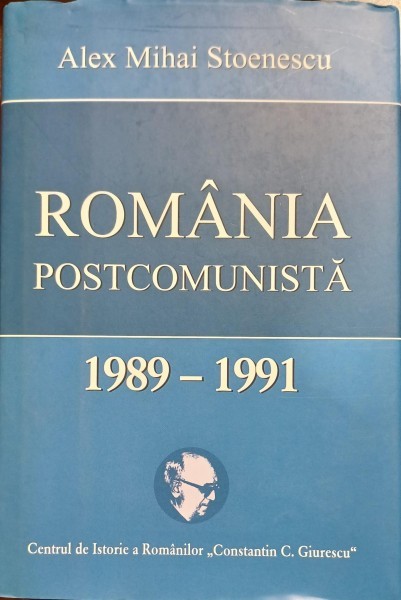 Alex Mihai Stoenescu
ROMÂNIA
POSTCOMUNISTĂ
1989 – 1991
Centrul de Istorie a Românilor „Constantin C. Giurescu“